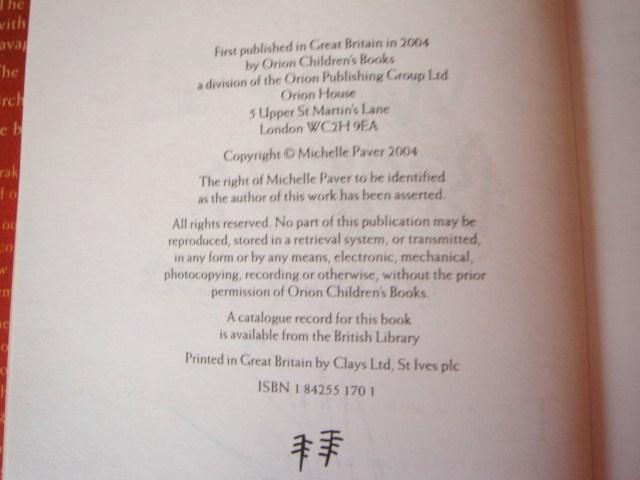 First published in Great Britain in 2004
by Orion Children's Books
a division of the Orion Publishing Group Ltd
Orion House
5 Upper St Martin's Lane
London WC2H 9EA
Copyright © Michelle Paver 2004
The right of Michelle Paver to be identified
as the author of this work has been asserted.
All rights reserved. No part of this publication may be
reproduced, stored in a retrieval system, or transmitted,
in any form or by any means, electronic, mechanical,
photocopying, recording or otherwise, without the prior
permission of Orion Children's Books.
A catalogue record for this book
is available from the British Library
Printed in Great Britain by Clays Ltd, St Ives plc
ISBN 1 84255 170 1